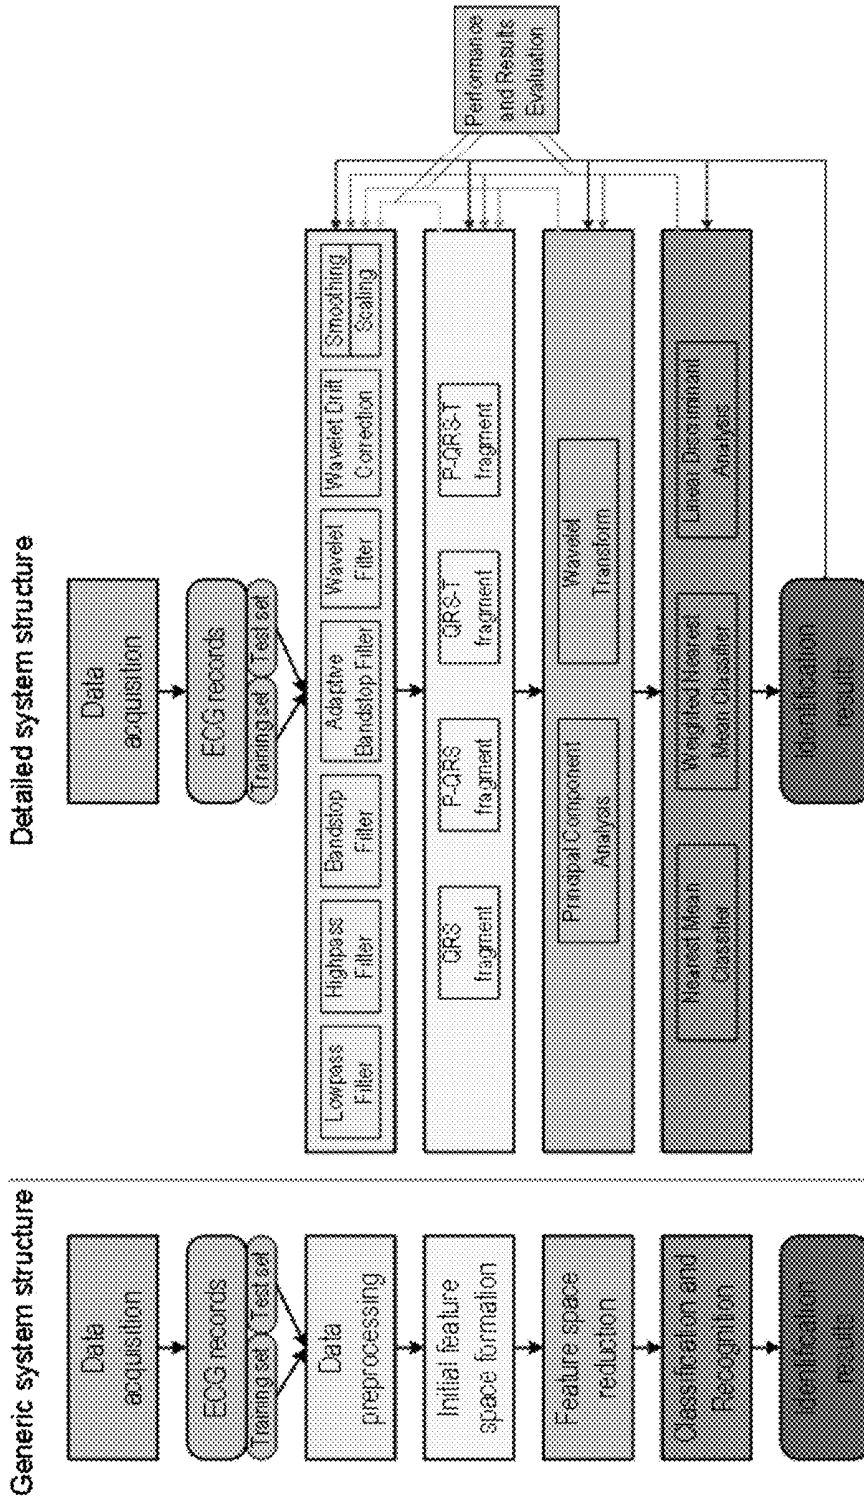 Generic system structure
Data
acquisition
ECG records
Training set
Test set
Data
preprocessing
Initial feature
space formation
Feature space
reduction
Classification and
Recognition
Identification
results
Detailed system structure
Data
acquisition
ECG records
Training set
Test set
Lowpass
Filter
Highpass
Filter
Bandstop
Filter
Adaptive
Bandstop Filter
Wavelet
Filter
Wavelet Drift
Correction
Smoothing
Scaling
QRS
fragment
P-QRS
fragment
QRS-T
fragment
P-QRS-T
fragment
Principal Component
Analysis
Wavelet
Transform
Nearest Mean
Classifier
Weighted Nearest
Mean Classifier
Linear Discriminant
Analysis
Identification
results
Performance
and Results
Evaluation